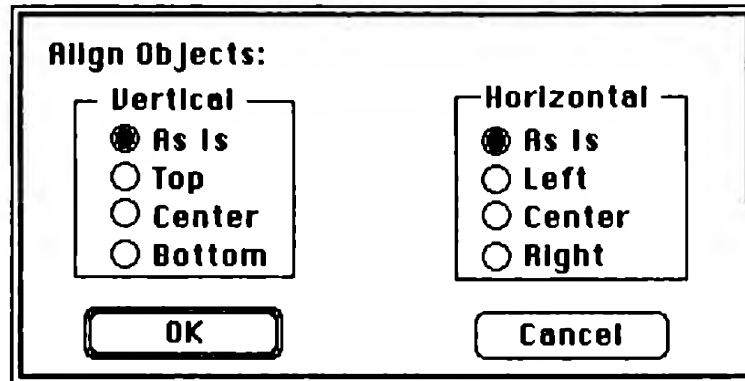 Align Objects:
Vertical
As Is
Top
Center
Bottom
Horizontal
As Is
Left
Center
Right
OK
Cancel